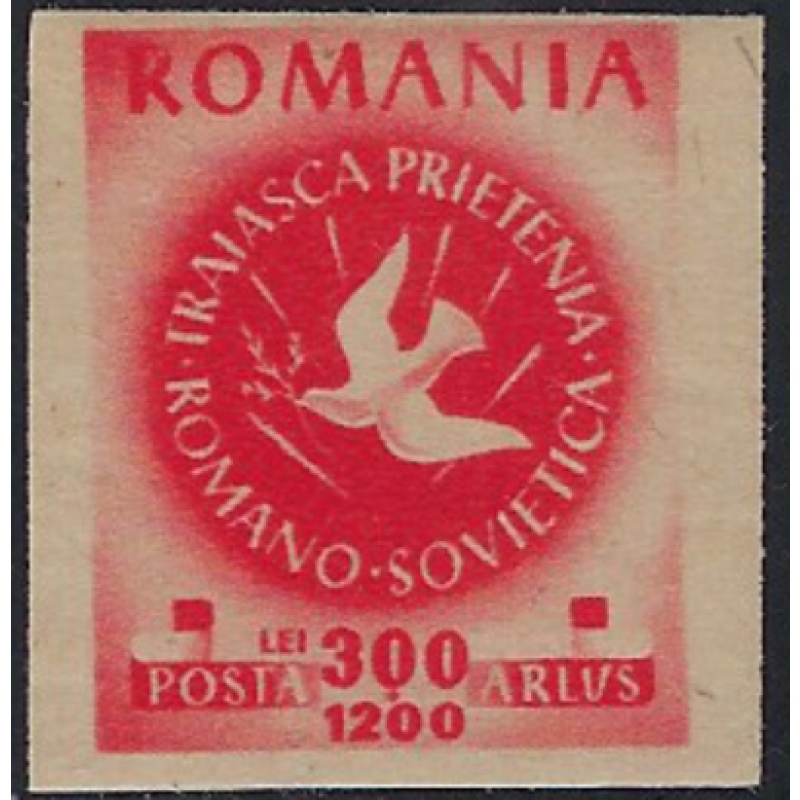 ROMANIA
· TRAIASCA PRIETENIA ·
ROMANO · SOVIETICA
LEI 300
POSTA ARLUS
1200